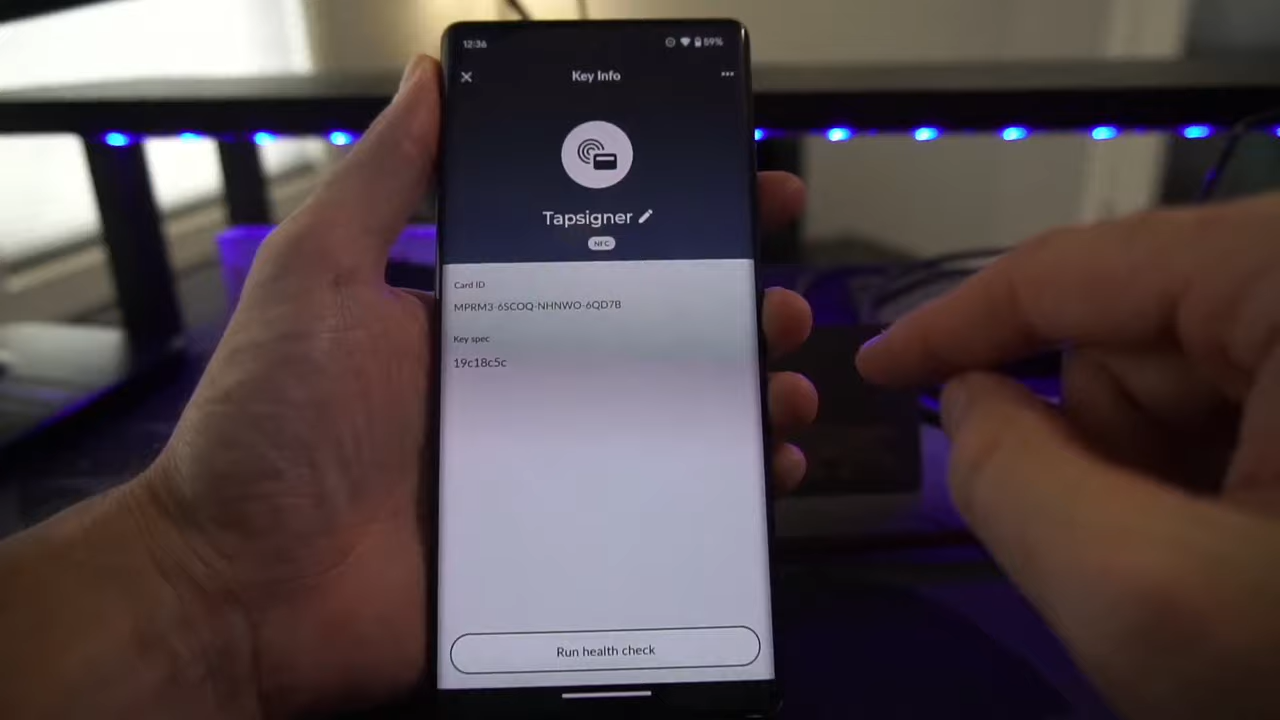 12:36
59%
Key Info
Tapsigner
NFC
Card ID
MPRM3-6SCOQ-NHNWO-6QD7B
Key spec
19c18c5c
Run health check